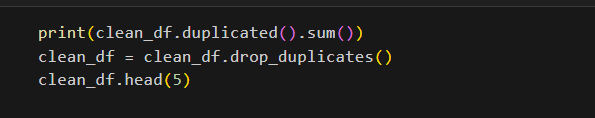 print(clean_df.duplicated().sum())
clean_df = clean_df.drop_duplicates()
clean_df.head(5)